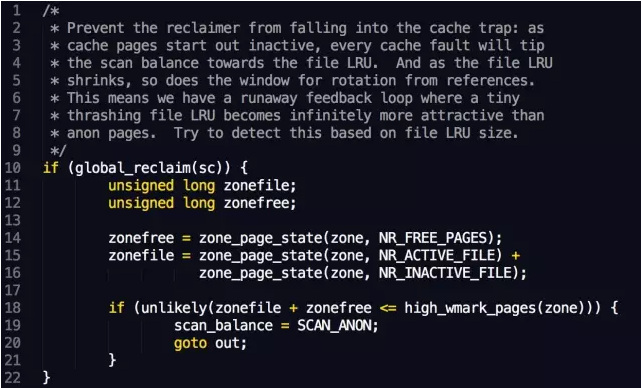 1 /*
2  * Prevent the reclaimer from falling into the cache trap: as
3  * cache pages start out inactive, every cache fault will tip
4  * the scan balance towards the file LRU.  And as the file LRU
5  * shrinks, so does the window for rotation from references.
6  * This means we have a runaway feedback loop where a tiny
7  * thrashing file LRU becomes infinitely more attractive than
8  * anon pages.  Try to detect this based on file LRU size.
9  */
10 if (global_reclaim(sc)) {
11         unsigned long zonefile;
12         unsigned long zonefree;
13
14         zonefree = zone_page_state(zone, NR_FREE_PAGES);
15         zonefile = zone_page_state(zone, NR_ACTIVE_FILE) +
16                    zone_page_state(zone, NR_INACTIVE_FILE);
17
18         if (unlikely(zonefile + zonefree <= high_wmark_pages(zone))) {
19                 scan_balance = SCAN_ANON;
20                 goto out;
21         }
22 }